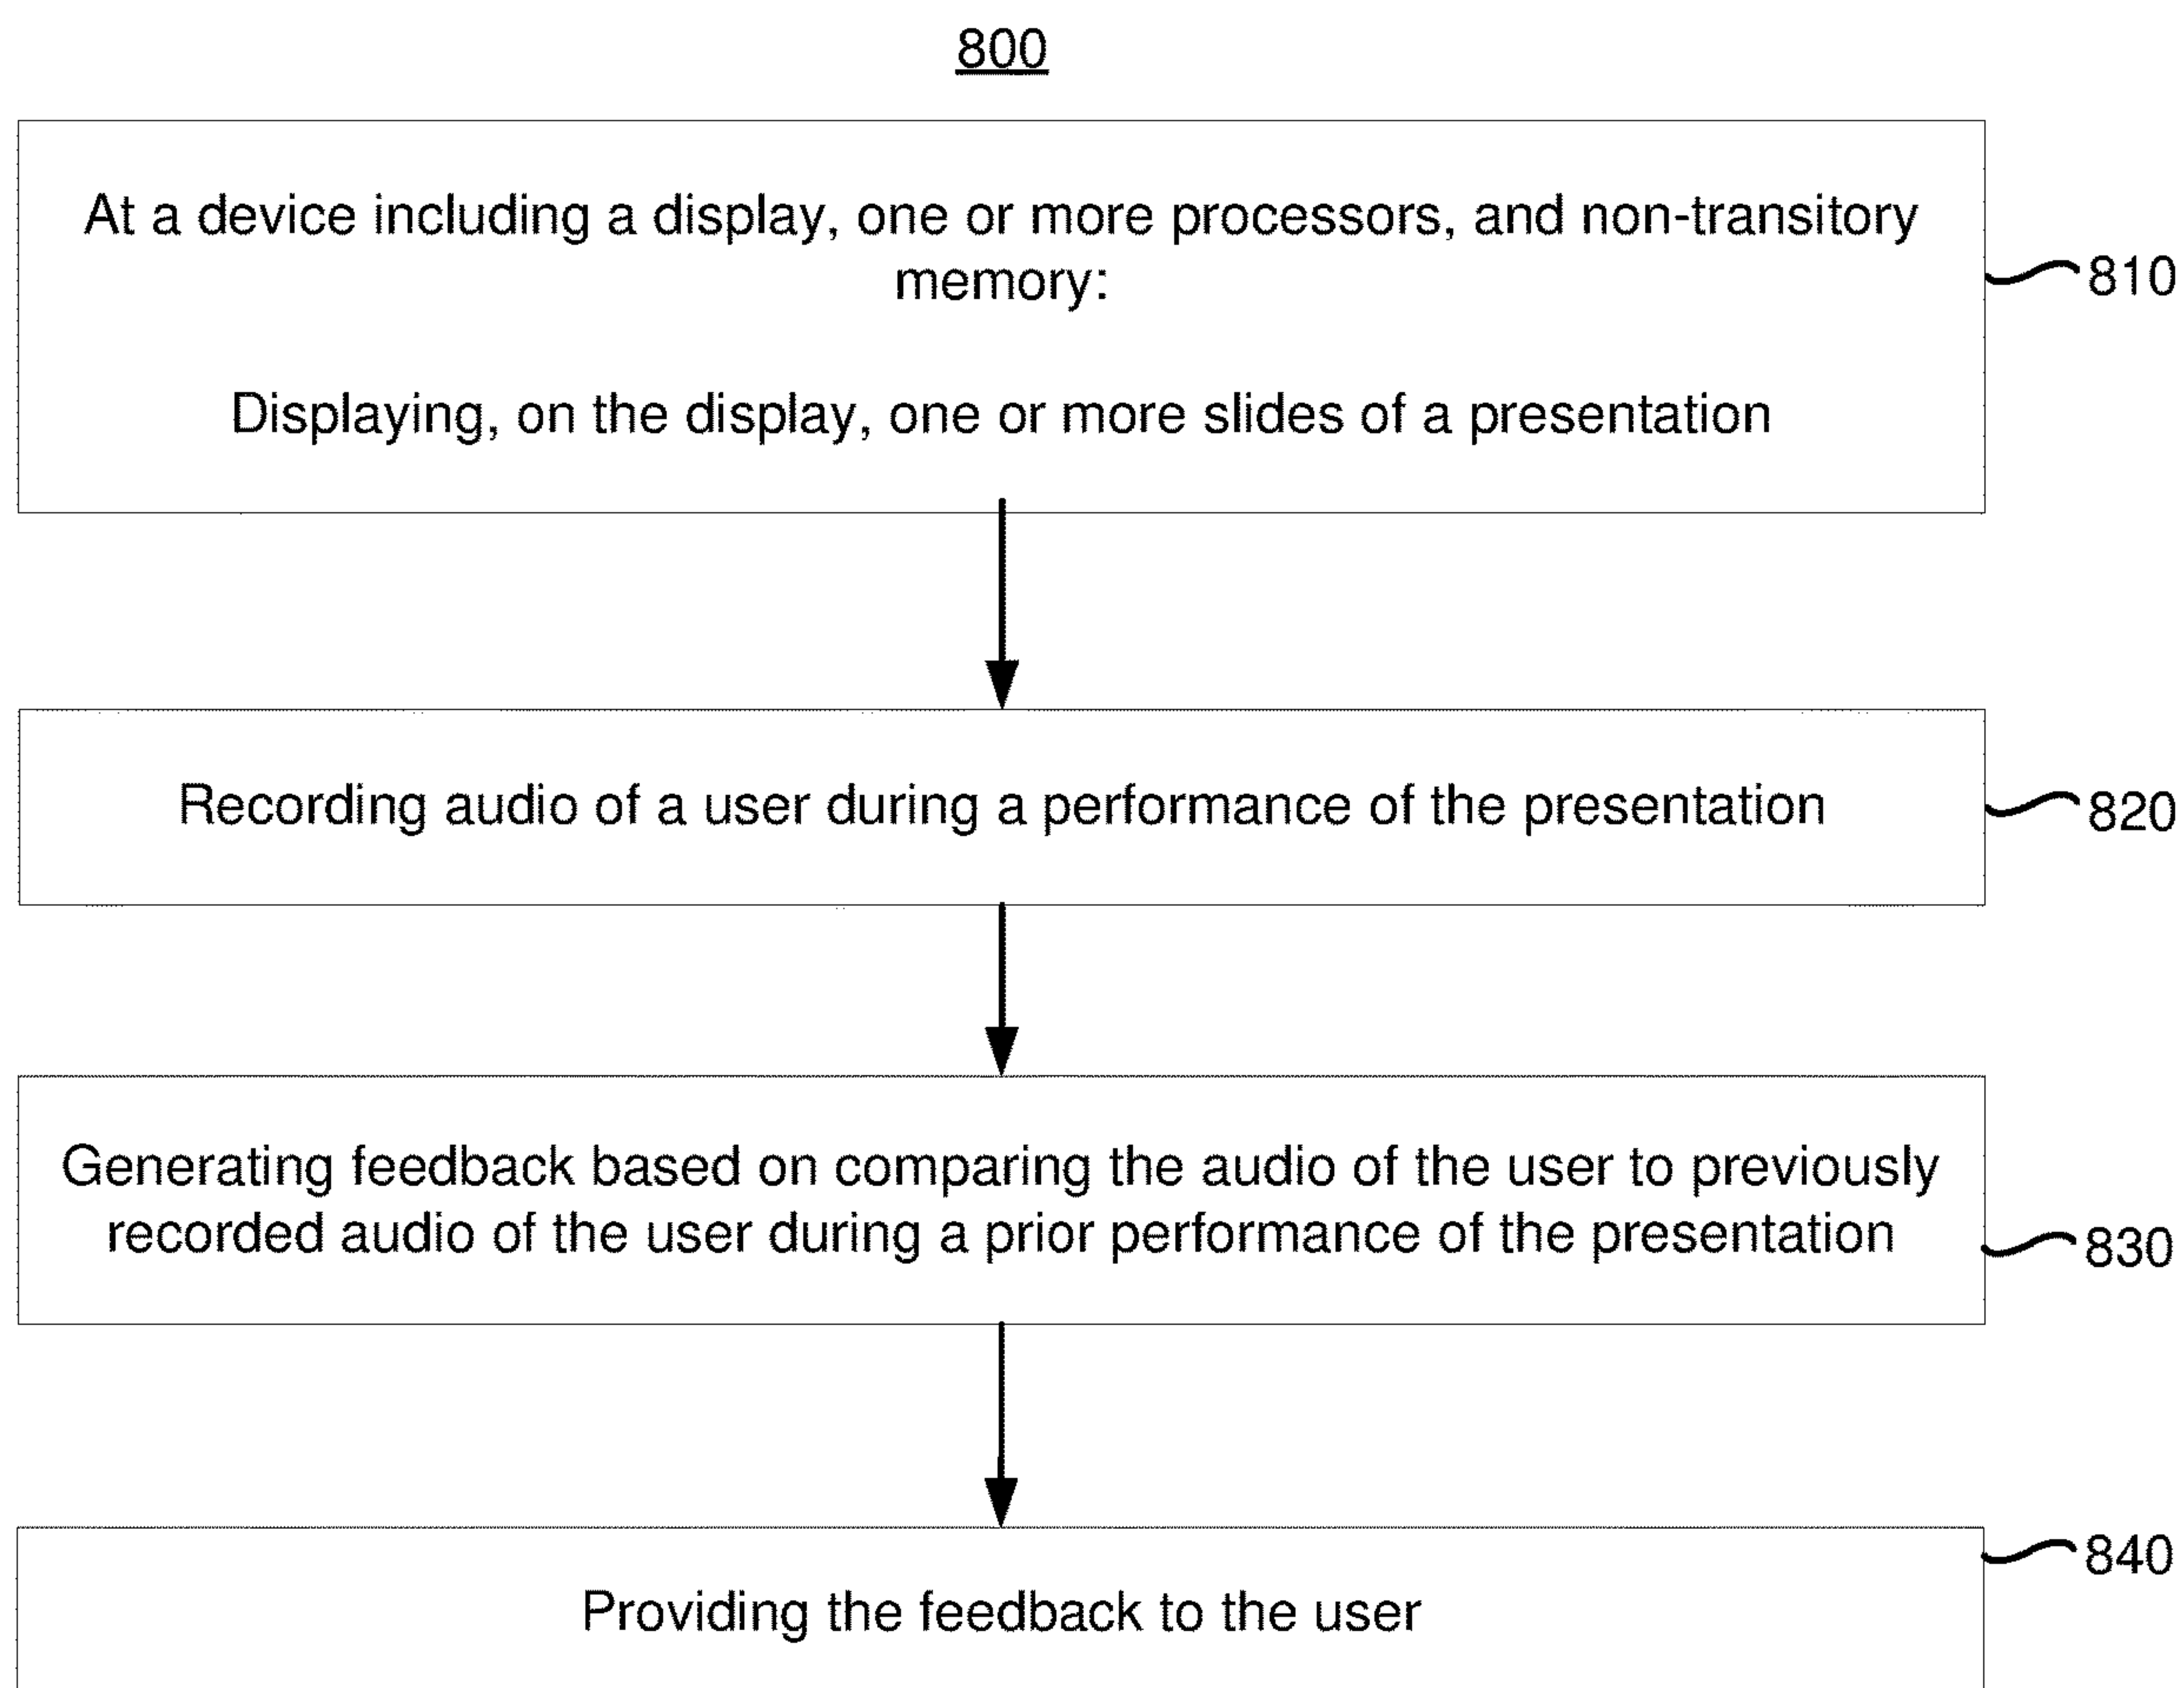 800
At a device including a display, one or more processors, and non-transitory
memory:
810
Displaying, on the display, one or more slides of a presentation
Recording audio of a user during a performance of the presentation
820
Generating feedback based on comparing the audio of the user to previously
recorded audio of the user during a prior performance of the presentation
830
840
Providing the feedback to the user